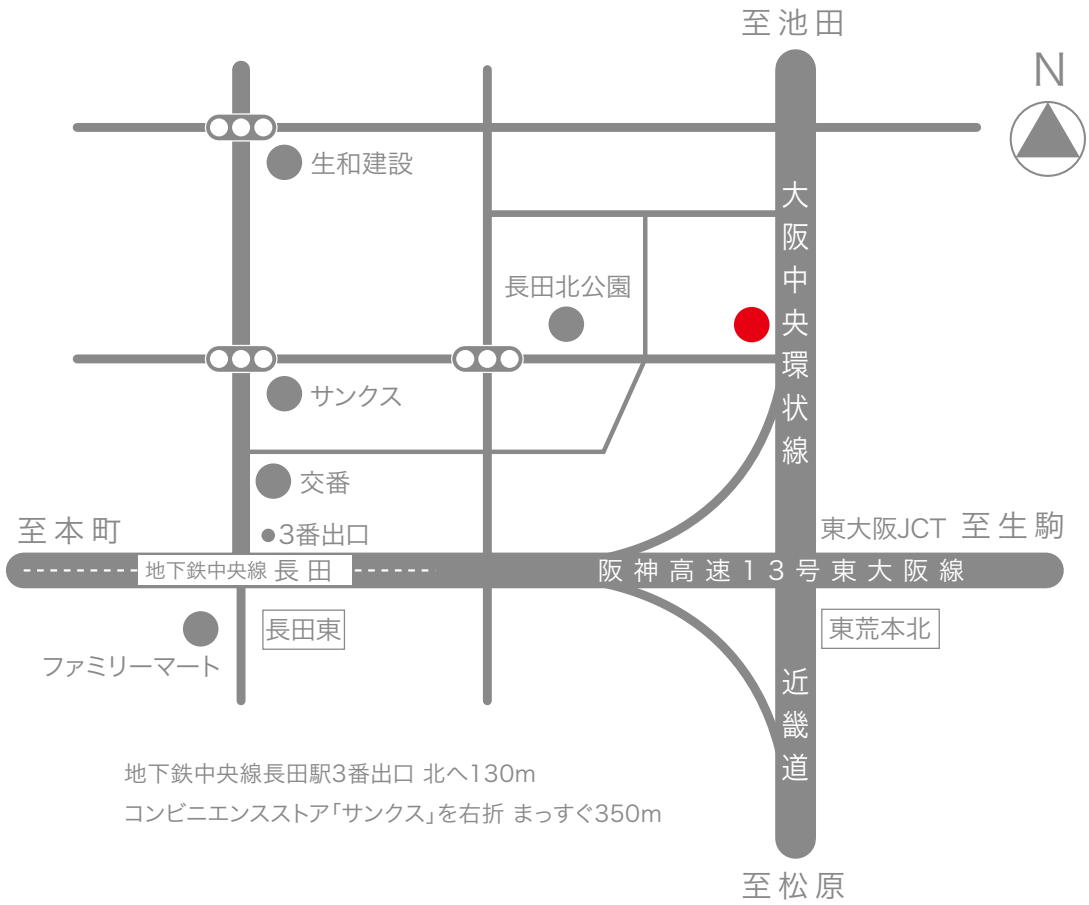 至池田
N
生和建設
大阪中央環状線
長田北公園
サンクス
交番
至本町
3番出口
東大阪JCT
至生駒
地下鉄中央線 長田
阪神高速13号東大阪線
長田東
東荒本北
ファミリーマート
近畿道
地下鉄中央線長田駅3番出口 北へ130m
コンビニエンスストア「サンクス」を右折 まっすぐ350m
至松原